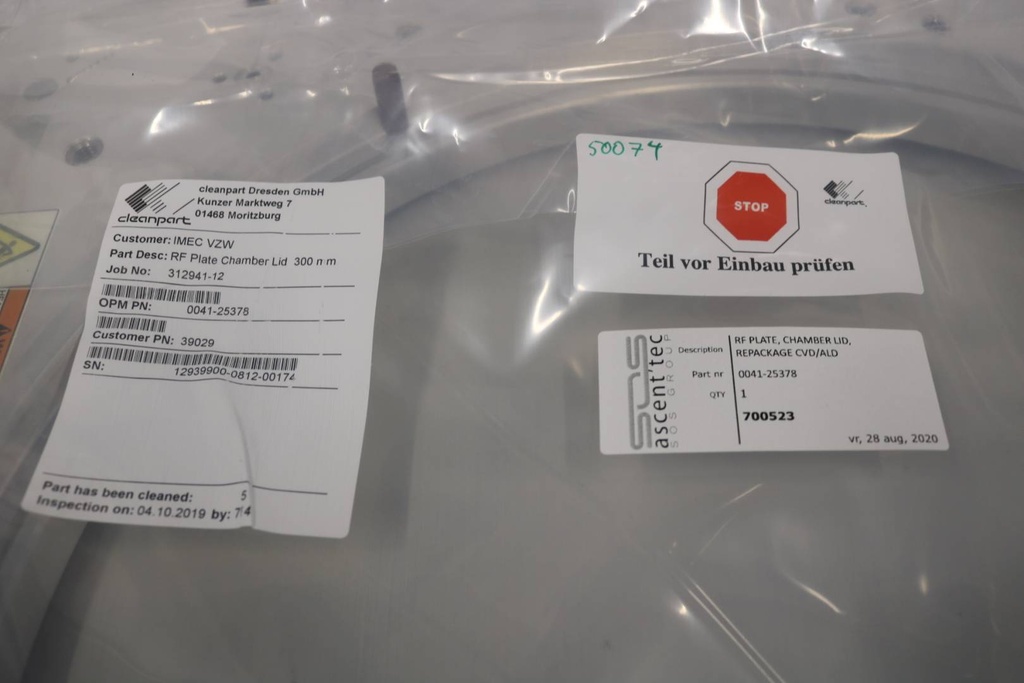 cleanpart
cleanpart Dresden GmbH
Kunzer Marktweg 7
01468 Moritzburg
Customer: IMEC VZW
Part Desc: RF Plate Chamber Lid 300 m m
Job No: 312941-12
OPM PN: 0041-25378
Customer PN: 39029
SN: 12939900-0812-00174
Part has been cleaned: 5
Inspection on: 04.10.2019 by: 74
50074
STOP
cleanpart
Teil vor Einbau prüfen
sos
ascent'tec
SOS GROUP
Description RF PLATE, CHAMBER LID,
REPACKAGE CVD/ALD
Part nr 0041-25378
QTY 1
700523
vr, 28 aug, 2020